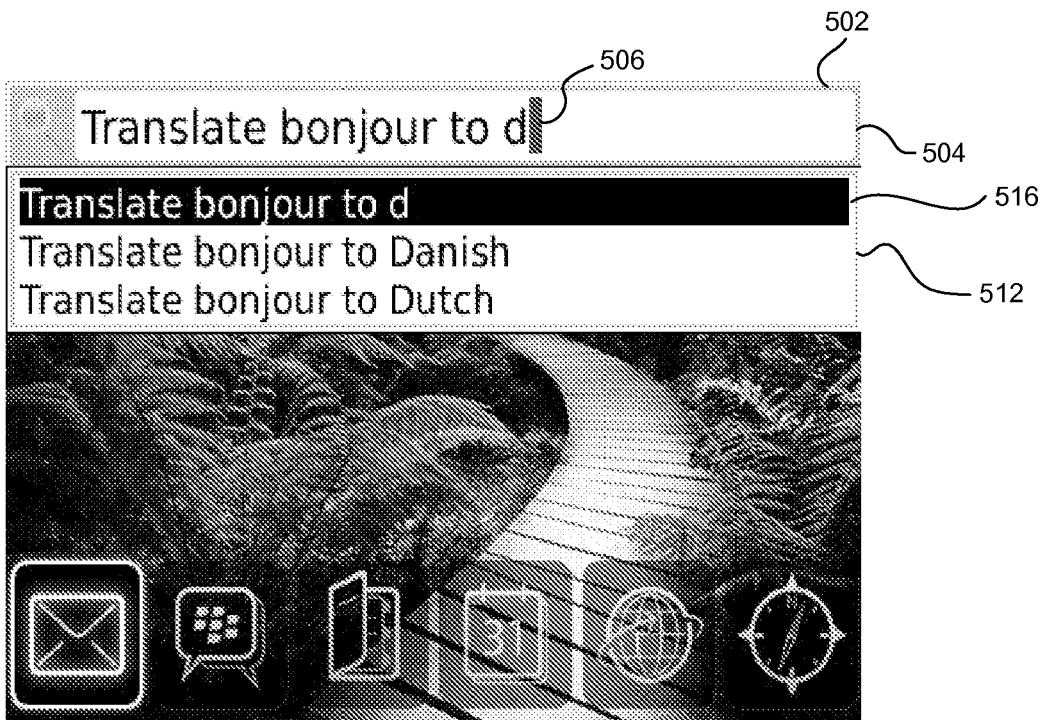 502
506
Translate bonjour to d
504
Translate bonjour to d
516
Translate bonjour to Danish
512
Translate bonjour to Dutch
3
N